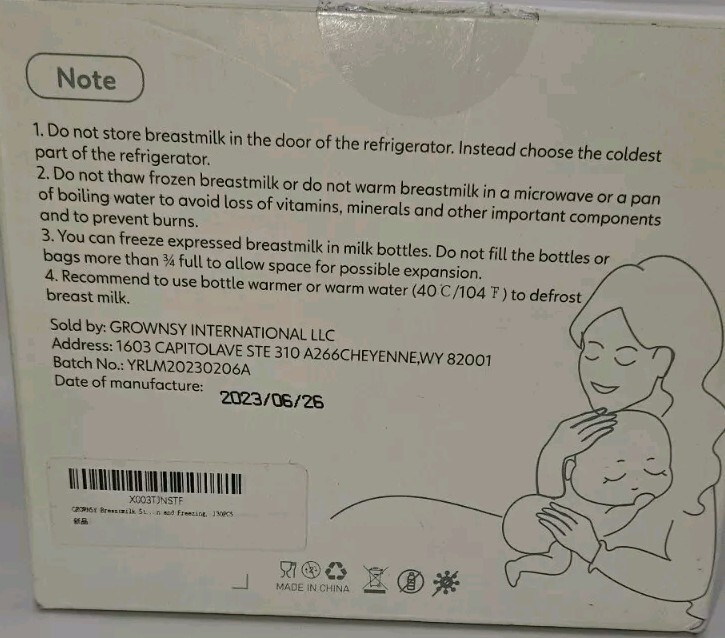 Note
1. Do not store breastmilk in the door of the refrigerator. Instead choose the coldest
part of the refrigerator.
2. Do not thaw frozen breastmilk or do not warm breastmilk in a microwave or a pan
of boiling water to avoid loss of vitamins, minerals and other important components
and to prevent burns.
3. You can freeze expressed breastmilk in milk bottles. Do not fill the bottles or
bags more than ¾ full to allow space for possible expansion.
4. Recommend to use bottle warmer or warm water (40℃/104℉) to defrost
breast milk.
Sold by: GROWNSY INTERNATIONAL LLC
Address: 1603 CAPITOLAVE STE 310 A266CHEYENNE,WY 82001
Batch No.: YRLM20230206A
Date of manufacture: 2023/06/26
X003TJNSTF
GROWNSY Breastmilk and Freezing, 130PCS
新品
MADE IN CHINA